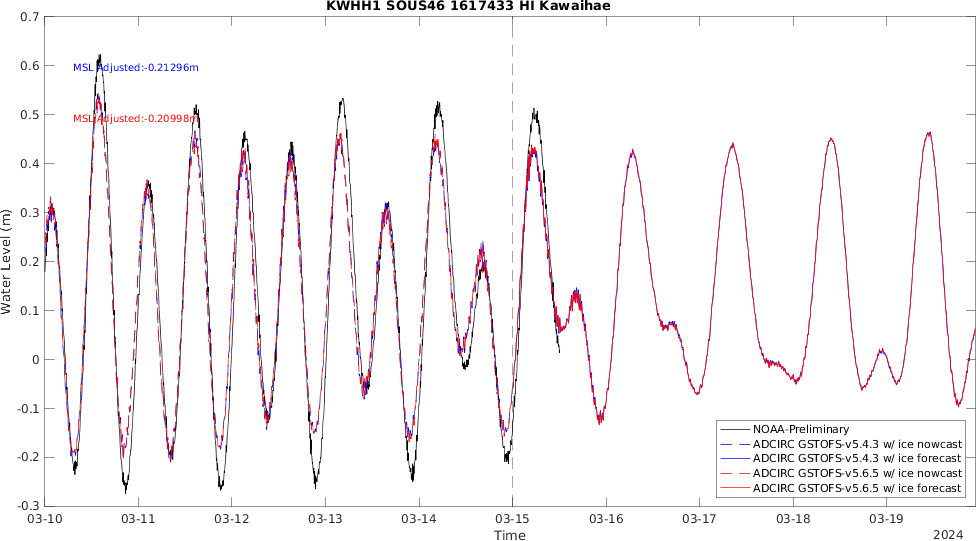 KWHH1 SOUS46 1617433 HI Kawaihae
0.7
0.6
0.5
0.4
0.3
0.2
0.1
0
-0.1
-0.2
-0.3
Water Level (m)
MSL Adjusted:-0.21296m
MSL Adjusted:-0.20998m
NOAA-Preliminary
ADCIRC GSTOFS-v5.4.3 w/ ice nowcast
ADCIRC GSTOFS-v5.4.3 w/ ice forecast
ADCIRC GSTOFS-v5.6.5 w/ ice nowcast
ADCIRC GSTOFS-v5.6.5 w/ ice forecast
03-10 03-11 03-12 03-13 03-14 03-15 03-16 03-17 03-18 03-19
Time
2024